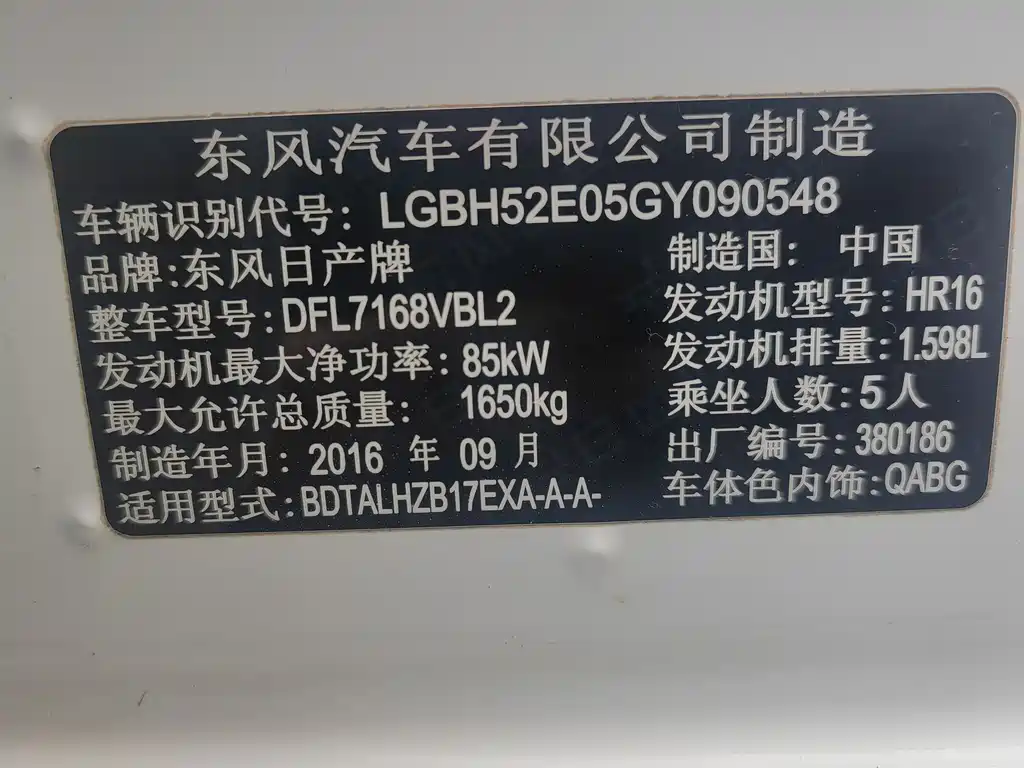 东风汽车有限公司制造
车辆识别代号: LGBH52E05GY090548
品牌:东风日产牌 制造国: 中国
整车型号:DFL7168VBL2 发动机型号:HR16
发动机最大净功率:85kW 发动机排量:1.598L
最大允许总质量: 1650kg 乘坐人数:5人
制造年月: 2016 年 09 月 出厂编号:380186
适用型式:BDTALHZB17EXA-A-A- 车体色内饰:QABG